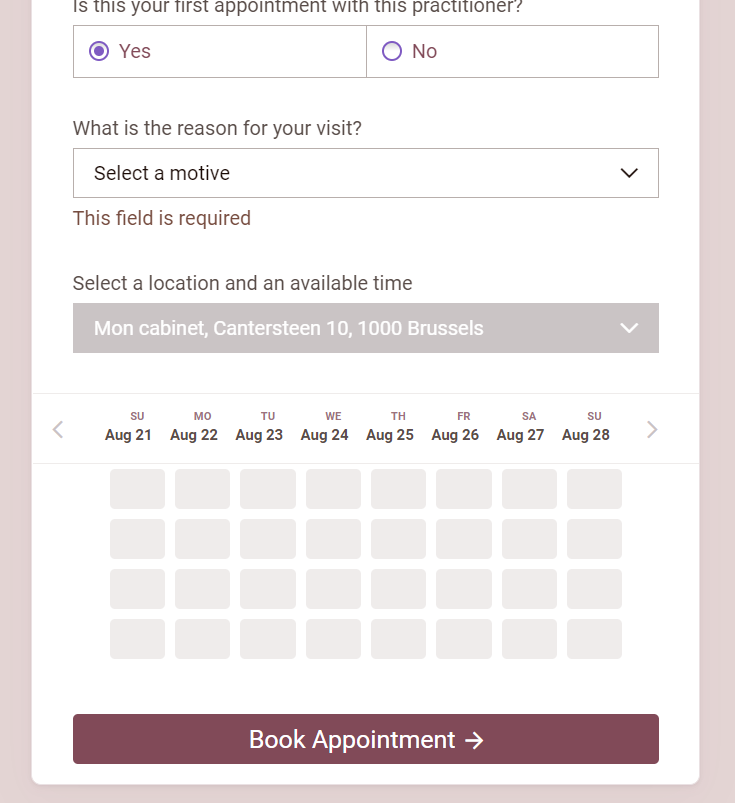 Is this your first appointment with this practitioner?
Yes
No
What is the reason for your visit?
Select a motive
This field is required
Select a location and an available time
Mon cabinet, Cantersteen 10, 1000 Brussels
SU MO TU WE TH FR SA SU
Aug 21 Aug 22 Aug 23 Aug 24 Aug 25 Aug 26 Aug 27 Aug 28
Book Appointment →